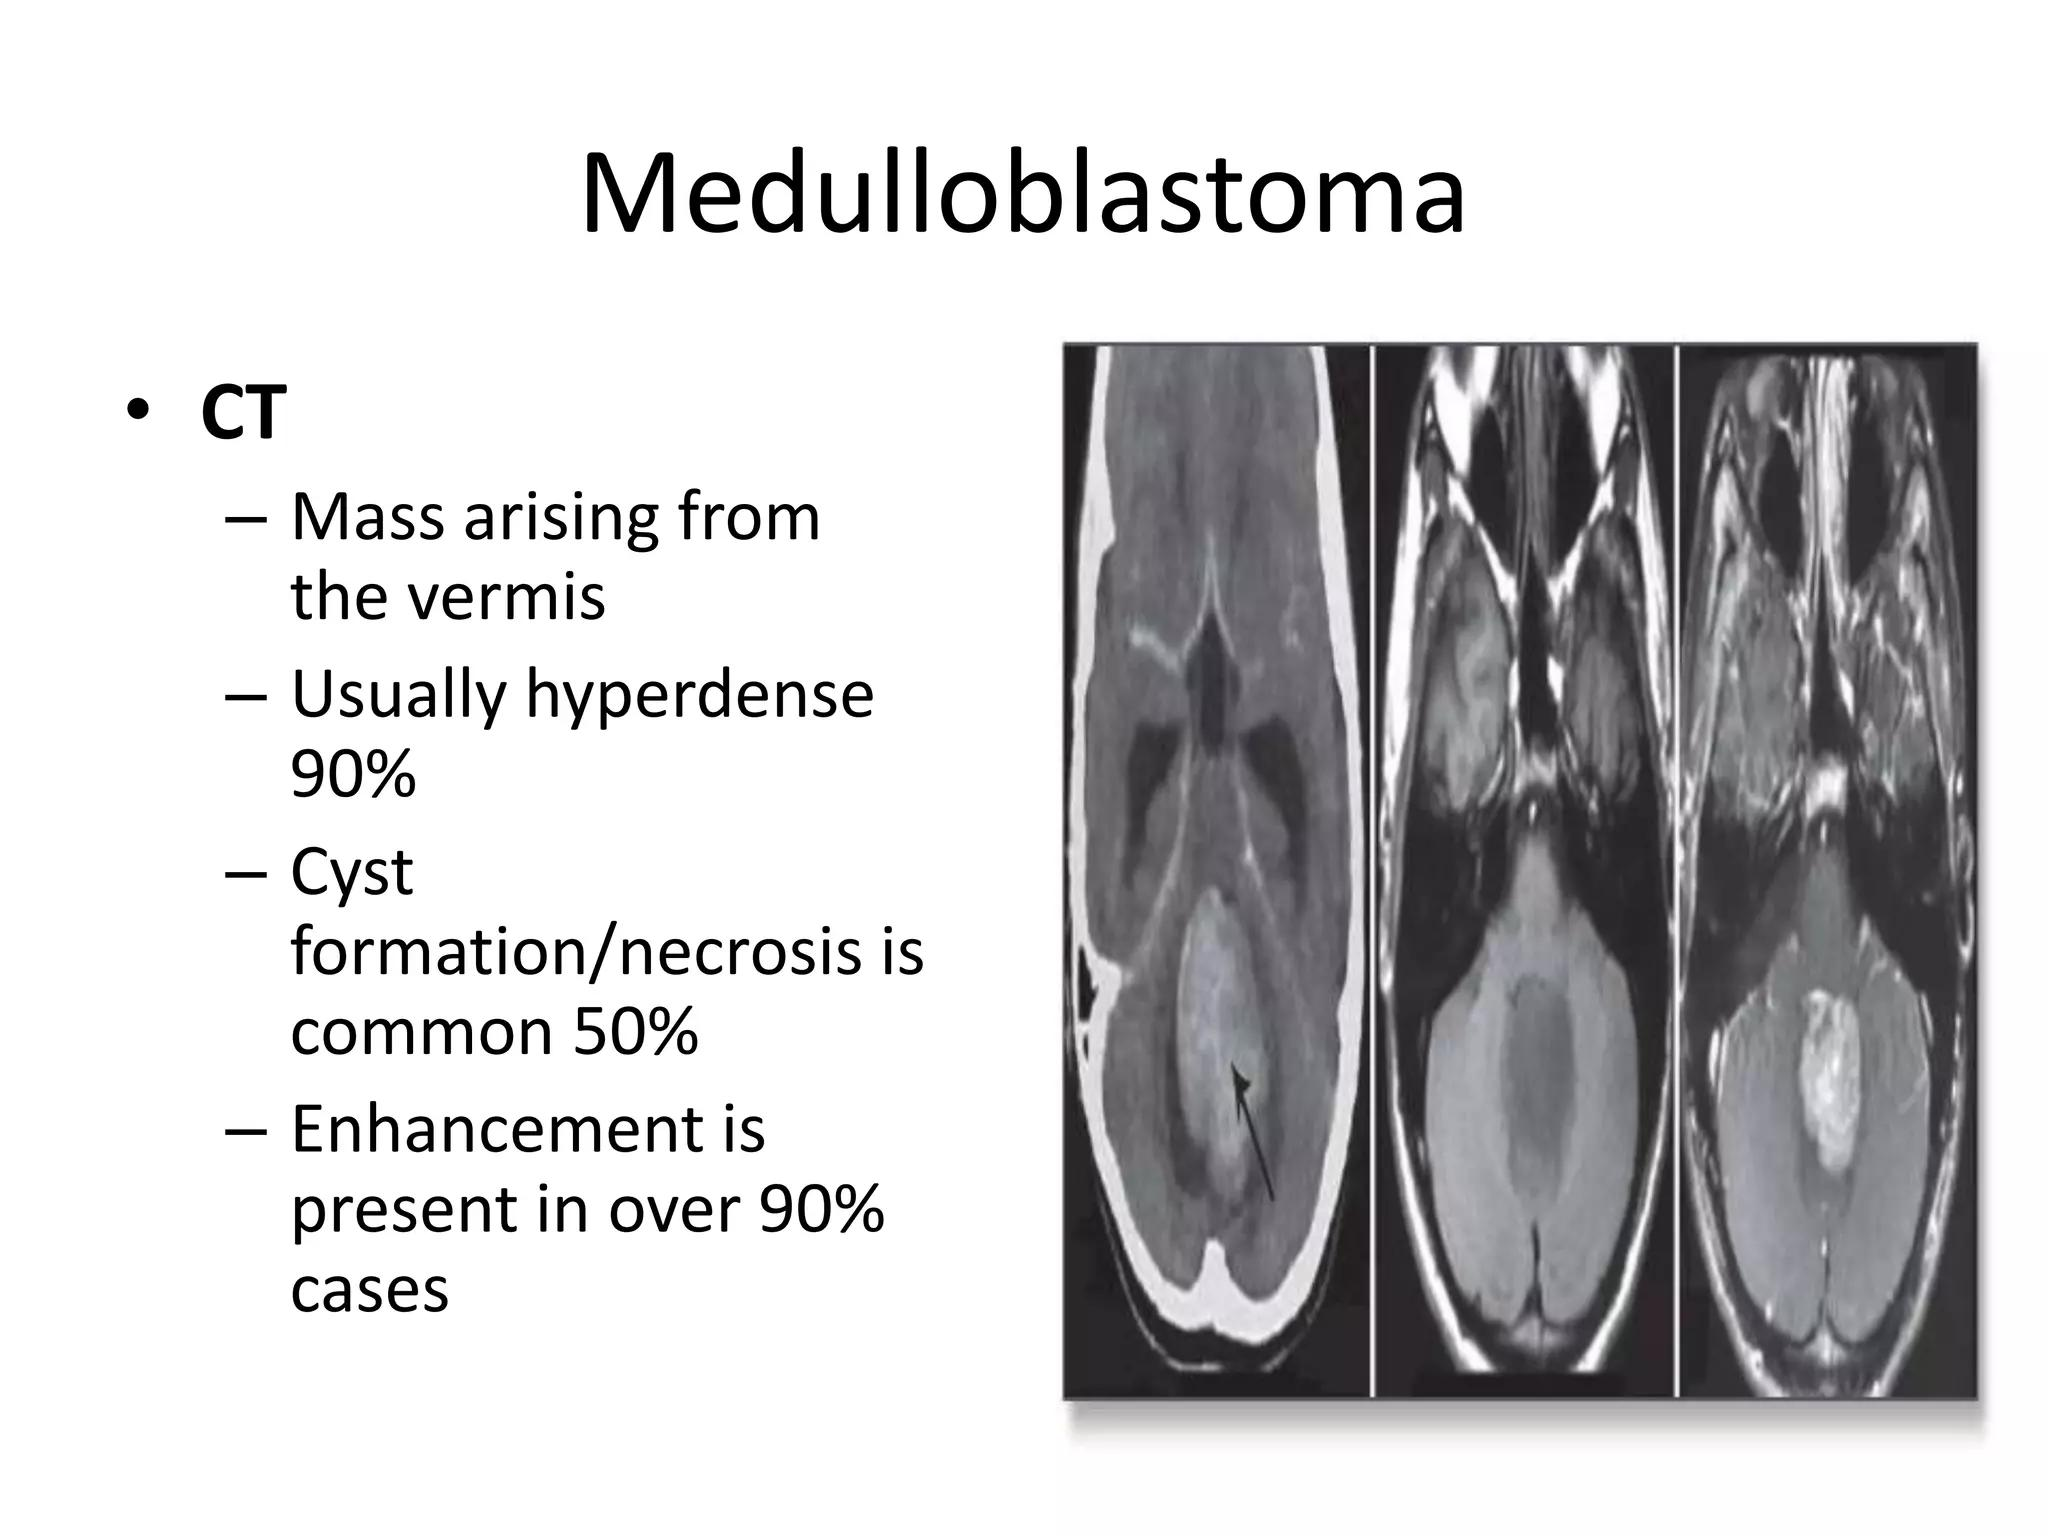 Medulloblastoma
• CT
– Mass arising from
the vermis
– Usually hyperdense
90%
– Cyst
formation/necrosis is
common 50%
– Enhancement is
present in over 90%
cases